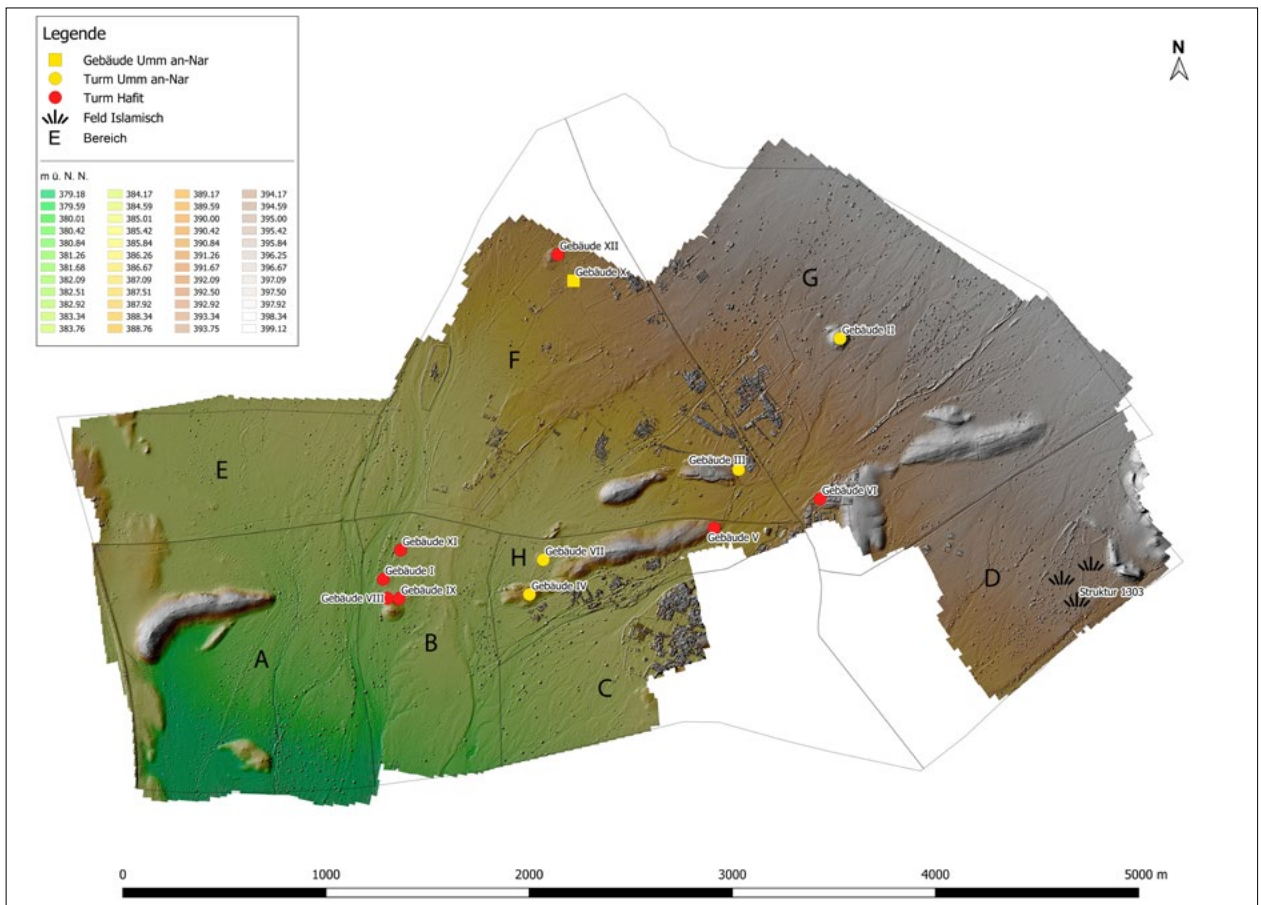 Legende
Gebäude Umm an-Nar
Turm Umm an-Nar
Turm Hafit
Feld Islamisch
E Bereich
m ü. N. N.
379.18 384.17 389.17 394.17
379.59 384.59 389.59 394.59
380.01 385.01 390.00 395.00
380.42 385.42 390.42 395.42
380.84 385.84 390.84 395.84
381.26 386.26 391.26 396.25
381.68 386.67 391.67 396.67
382.09 387.09 392.09 397.09
382.51 387.51 392.50 397.50
382.92 387.92 392.92 397.92
383.34 388.34 393.34 398.34
383.76 388.76 393.75 399.12
N
Gebäude XII
Gebäude X
G
Gebäude II
F
Gebäude III
E
Gebäude VI
Gebäude V
Gebäude XI
H
Gebäude VII
Gebäude I
D
Gebäude VIII
Gebäude IX
Gebäude IV
Struktur 1303
B
A
C
0 1000 2000 3000 4000 5000 m